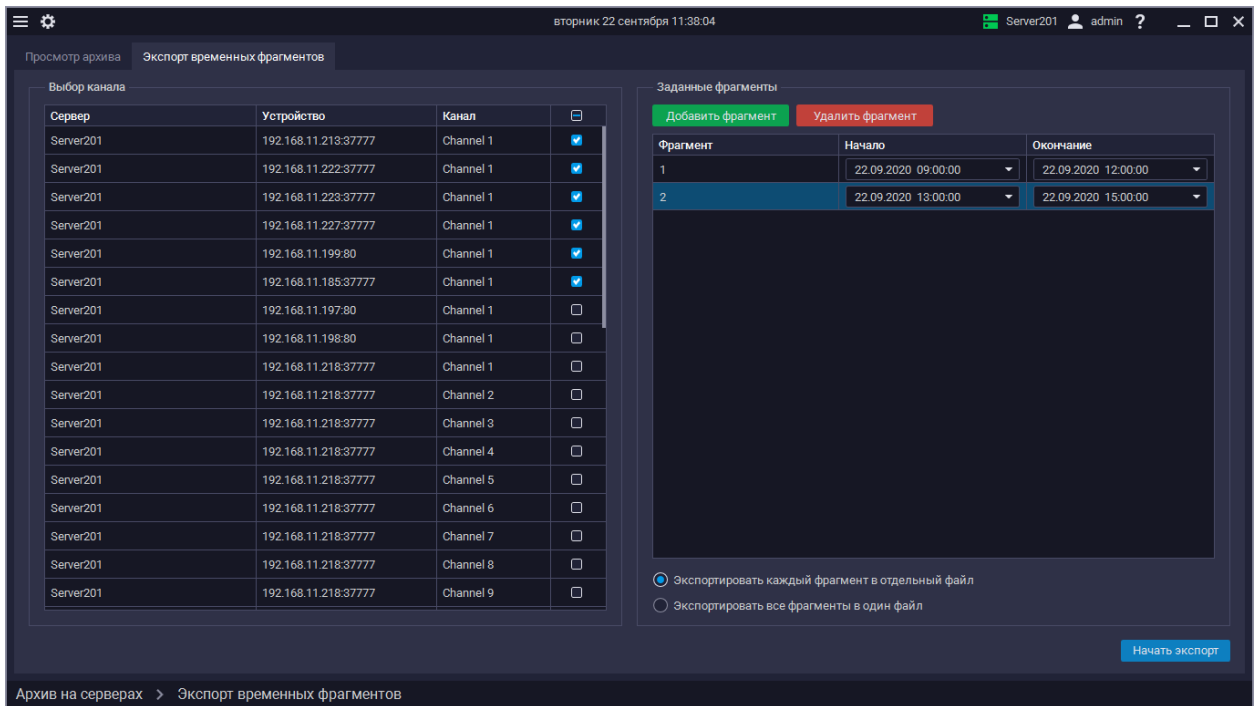 вторник 22 сентября 11:38:04 Server201 admin ?
Просмотр архива Экспорт временных фрагментов
Выбор канала
Сервер Устройство Канал
Server201 192.168.11.213:37777 Channel 1
Server201 192.168.11.222:37777 Channel 1
Server201 192.168.11.223:37777 Channel 1
Server201 192.168.11.227:37777 Channel 1
Server201 192.168.11.199:80 Channel 1
Server201 192.168.11.185:37777 Channel 1
Server201 192.168.11.197:80 Channel 1
Server201 192.168.11.198:80 Channel 1
Server201 192.168.11.218:37777 Channel 1
Server201 192.168.11.218:37777 Channel 2
Server201 192.168.11.218:37777 Channel 3
Server201 192.168.11.218:37777 Channel 4
Server201 192.168.11.218:37777 Channel 5
Server201 192.168.11.218:37777 Channel 6
Server201 192.168.11.218:37777 Channel 7
Server201 192.168.11.218:37777 Channel 8
Server201 192.168.11.218:37777 Channel 9
Заданные фрагменты
Добавить фрагмент Удалить фрагмент
Фрагмент Начало Окончание
1 22.09.2020 09:00:00 22.09.2020 12:00:00
2 22.09.2020 13:00:00 22.09.2020 15:00:00
Экспортировать каждый фрагмент в отдельный файл
Экспортировать все фрагменты в один файл
Начать экспорт
Архив на серверах > Экспорт временных фрагментов